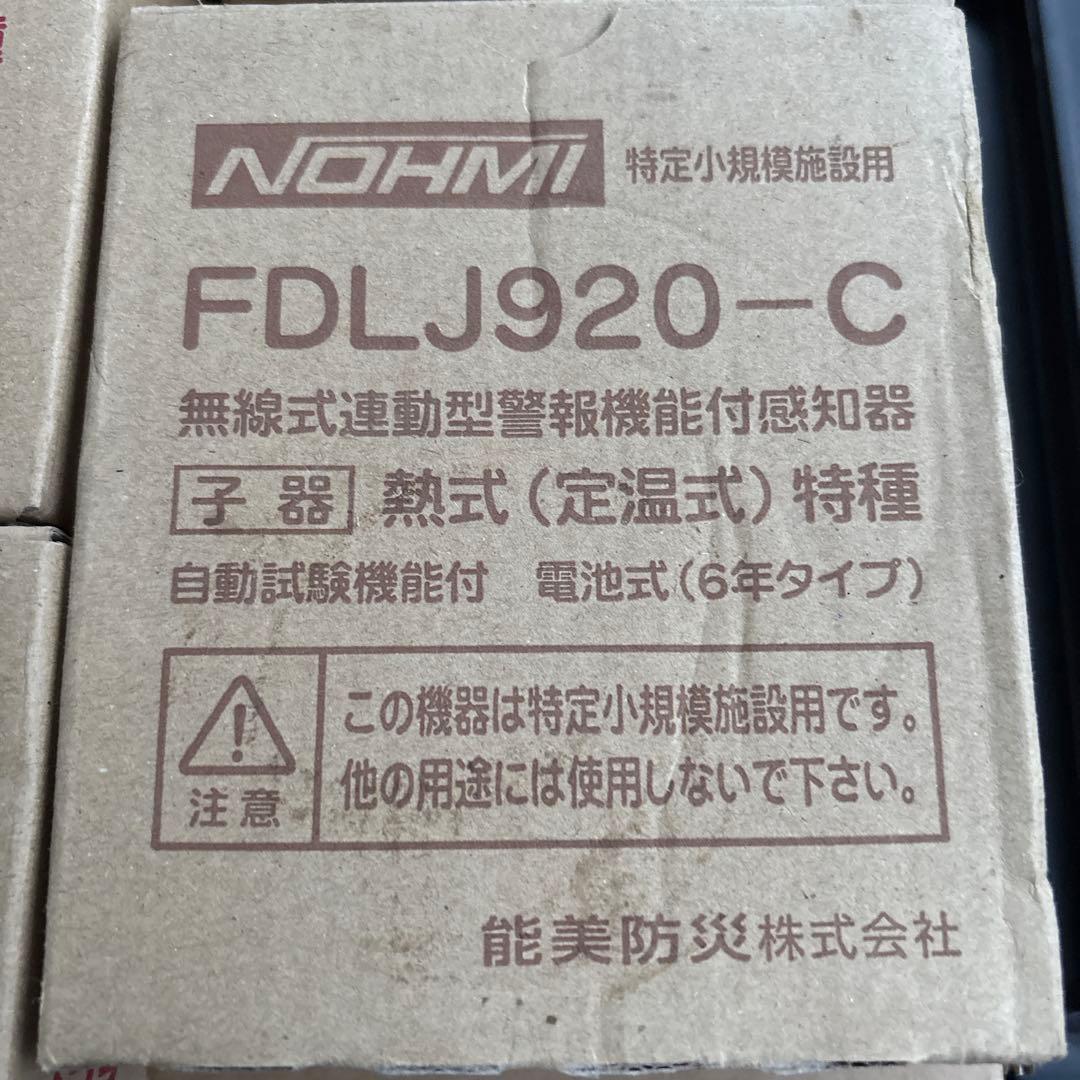 NOHMI 特定小規模施設用
FDLJ920-C
無線式連動型警報機能付感知器
子器 熱式(定温式)特種
自動試験機能付 電池式(6年タイプ)
この機器は特定小規模施設用です。
他の用途には使用しないで下さい。
注意
能美防災株式会社